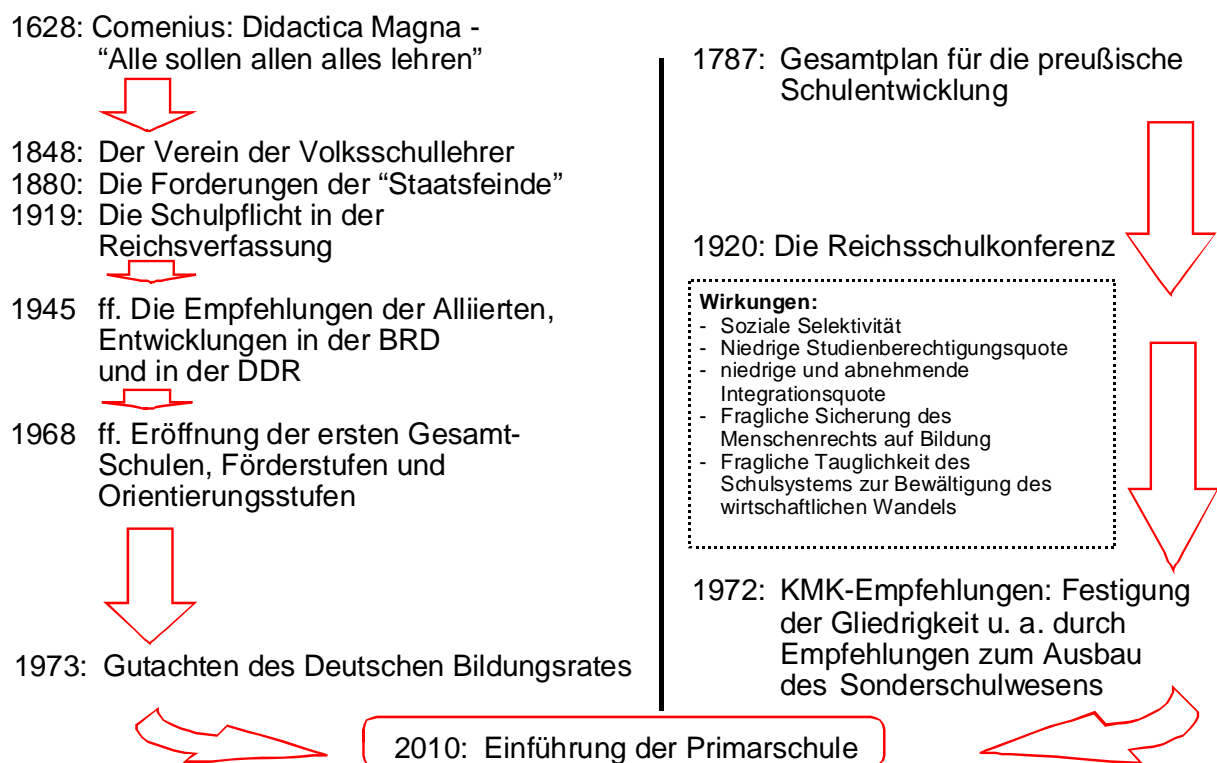 1628: Comenius: Didactica Magna -
“Alle sollen allen alles lehren”
1848: Der Verein der Volksschullehrer
1880: Die Forderungen der “Staatsfeinde”
1919: Die Schulpflicht in der
Reichsverfassung
1945 ff. Die Empfehlungen der Alliierten,
Entwicklungen in der BRD
und in der DDR
1968 ff. Eröffnung der ersten Gesamt-
Schulen, Förderstufen und
Orientierungsstufen
1973: Gutachten des Deutschen Bildungsrates
1787: Gesamtplan für die preußische
Schulentwicklung
1920: Die Reichsschulkonferenz
Wirkungen:
- Soziale Selektivität
- Niedrige Studienberechtigungsquote
- niedrige und abnehmende
Integrationsquote
- Fragliche Sicherung des
Menschenrechts auf Bildung
- Fragliche Tauglichkeit des
Schulsystems zur Bewältigung des
wirtschaftlichen Wandels
1972: KMK-Empfehlungen: Festigung
der Gliedrigkeit u. a. durch
Empfehlungen zum Ausbau
des Sonderschulwesens
2010: Einführung der Primarschule